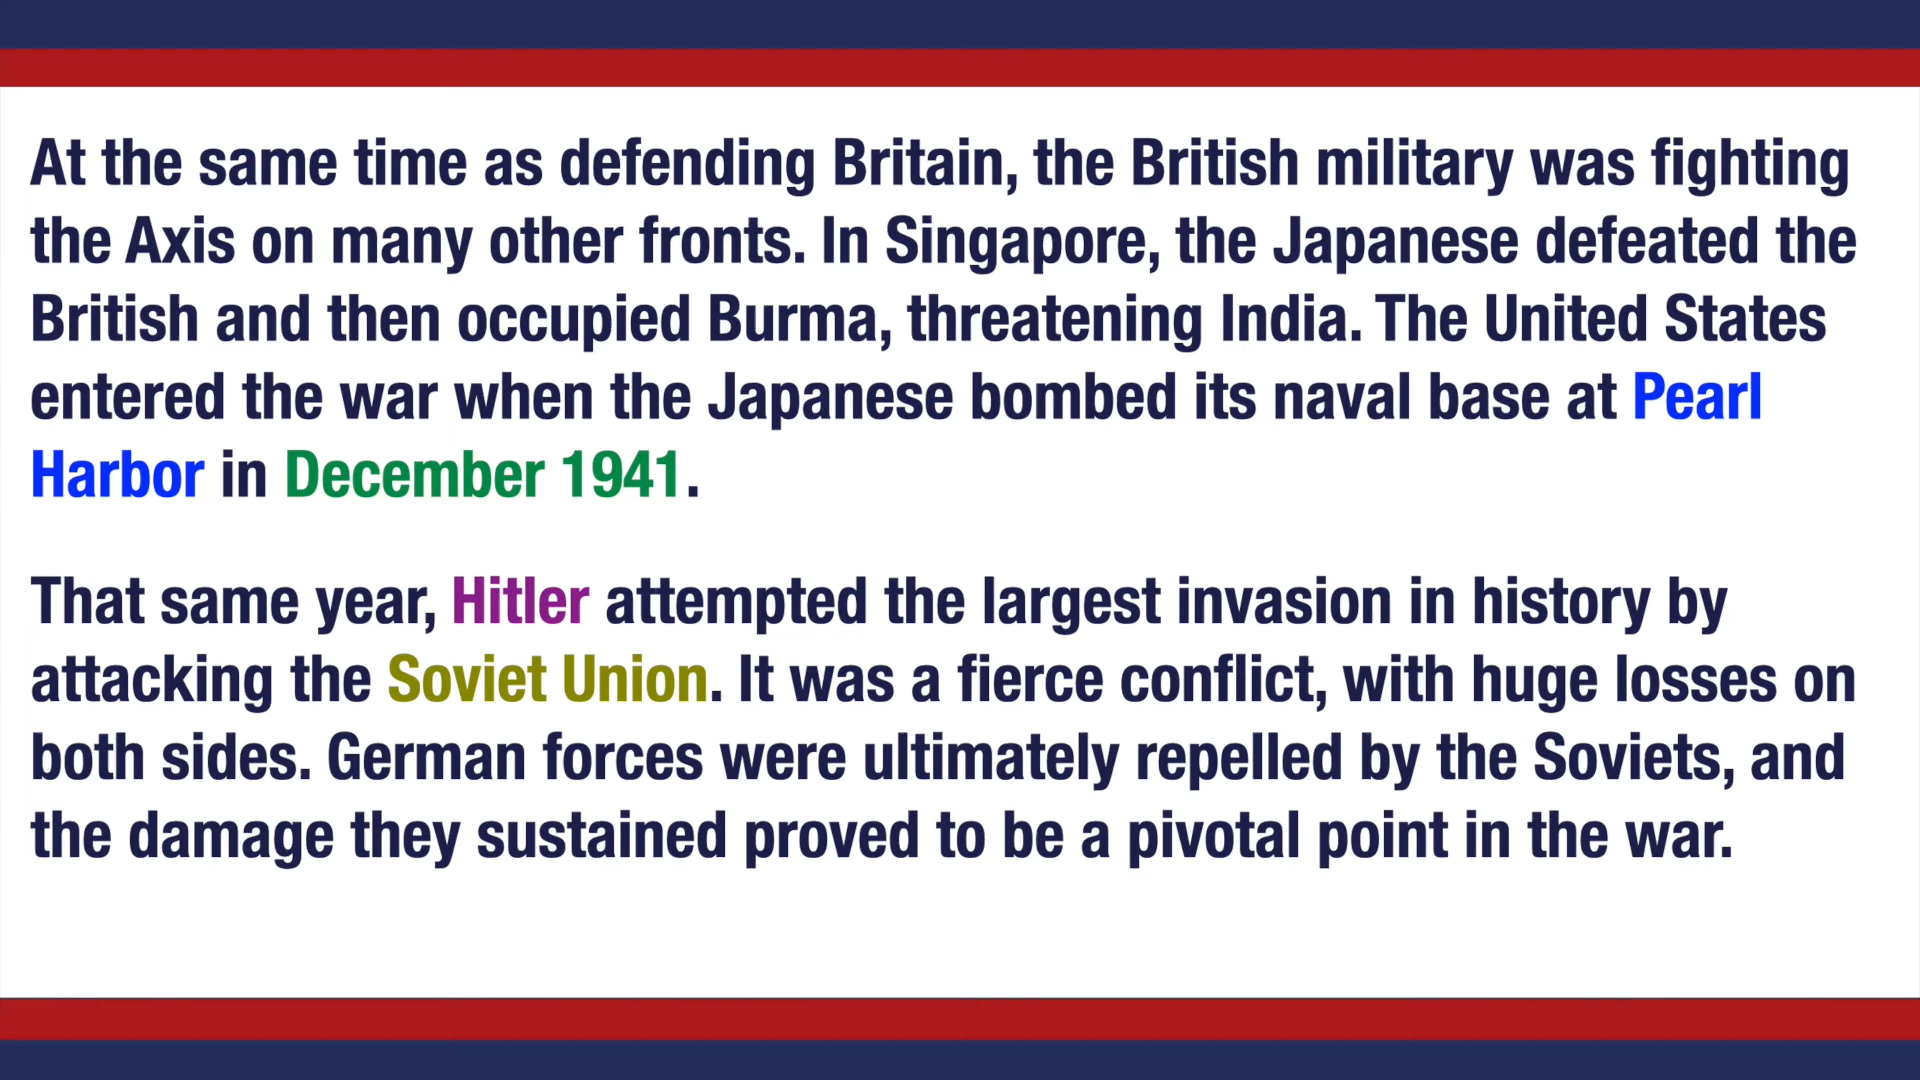 At the same time as defending Britain, the British military was fighting
the Axis on many other fronts. In Singapore, the Japanese defeated the
British and then occupied Burma, threatening India. The United States
entered the war when the Japanese bombed its naval base at Pearl
Harbor in December 1941.
That same year, Hitler attempted the largest invasion in history by
attacking the Soviet Union. It was a fierce conflict, with huge losses on
both sides. German forces were ultimately repelled by the Soviets, and
the damage they sustained proved to be a pivotal point in the war.